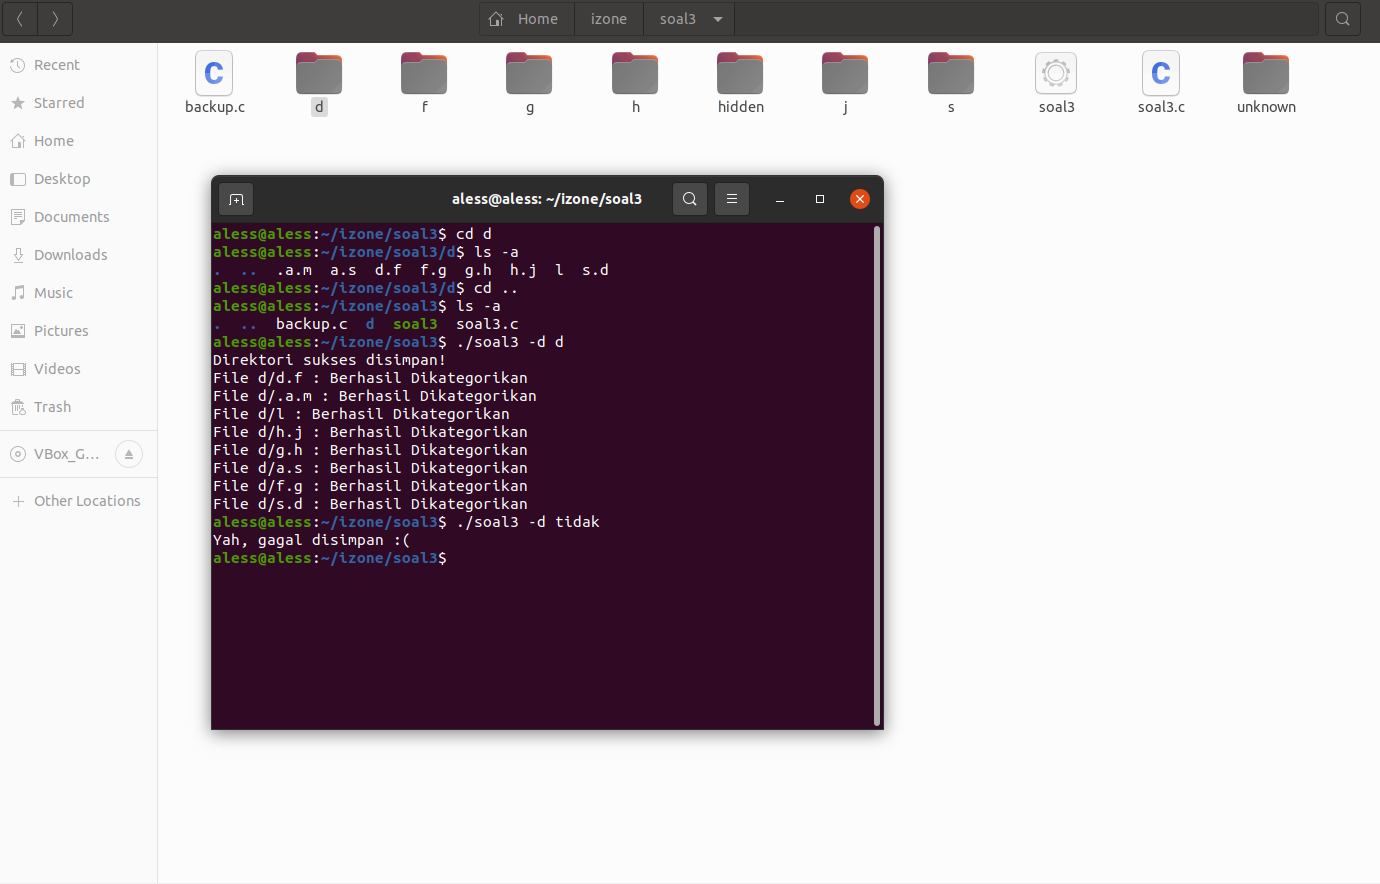 Home izone soal3
Recent
Starred
Home
Desktop
Documents
Downloads
Music
Pictures
Videos
Trash
VBox_G...
Other Locations
backup.c d f g h hidden j s soal3 soal3.c unknown
aless@aless: ~/izone/soal3
aless@aless:~/izone/soal3$ cd d
aless@aless:~/izone/soal3/d$ ls -a
.  ..  .a.m  a.s  d.f  f.g  g.h  h.j  l  s.d
aless@aless:~/izone/soal3/d$ cd ..
aless@aless:~/izone/soal3$ ls -a
.  ..  backup.c  d  soal3  soal3.c
aless@aless:~/izone/soal3$ ./soal3 -d d
Direktori sukses disimpan!
File d/d.f : Berhasil Dikategorikan
File d/.a.m : Berhasil Dikategorikan
File d/l : Berhasil Dikategorikan
File d/h.j : Berhasil Dikategorikan
File d/g.h : Berhasil Dikategorikan
File d/a.s : Berhasil Dikategorikan
File d/f.g : Berhasil Dikategorikan
File d/s.d : Berhasil Dikategorikan
aless@aless:~/izone/soal3$ ./soal3 -d tidak
Yah, gagal disimpan :(
aless@aless:~/izone/soal3$